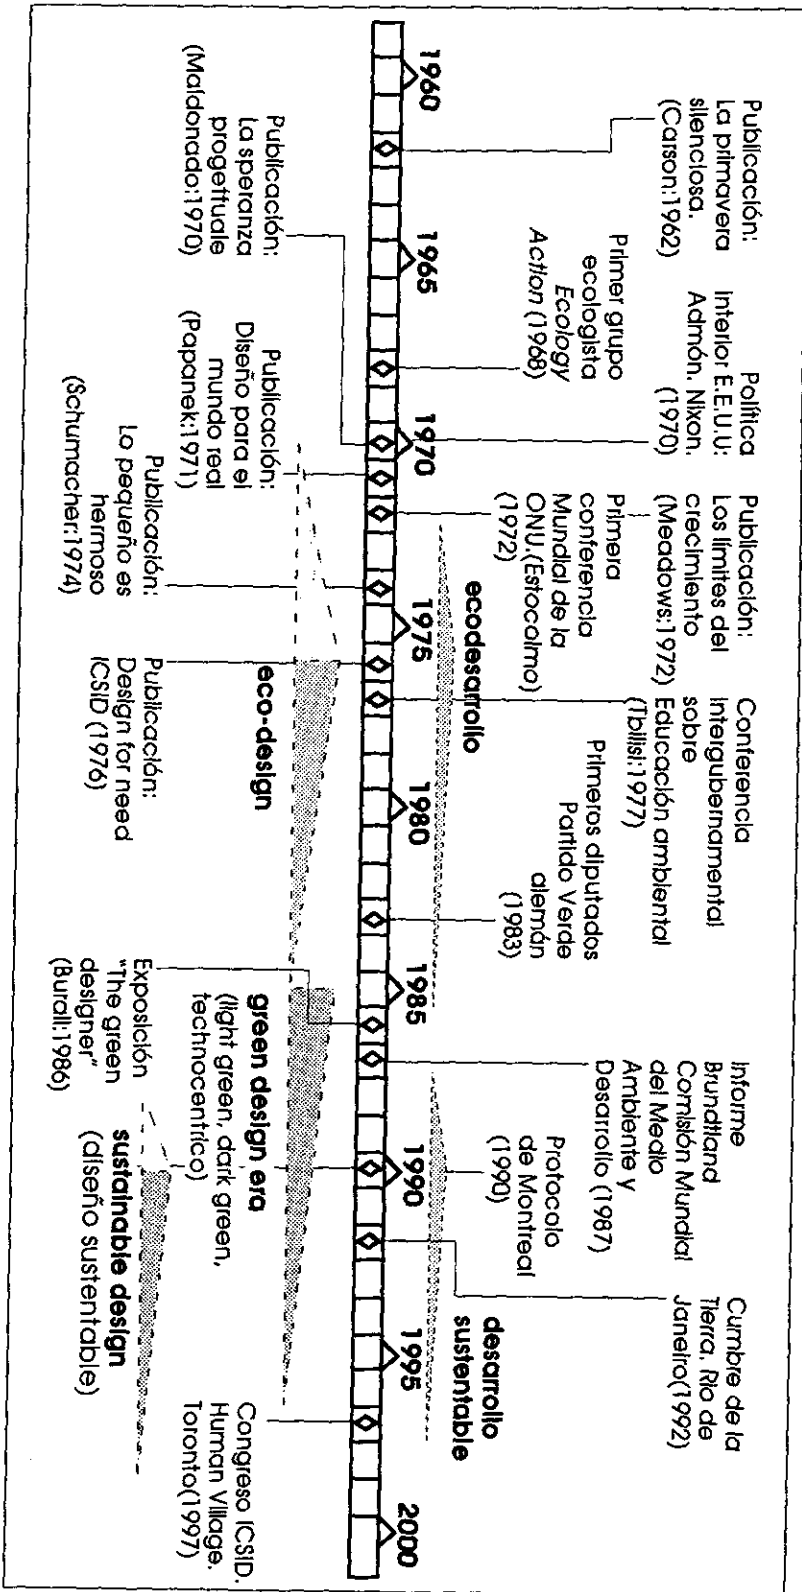 Publicación:
La primavera
silenciosa.
(Carson:1962)
Política
Interior E.E.U.U:
Admón. Nixon.
(1970)
Publicación:
Los límites del
crecimiento
(Meadows:1972)
Conferencia
Intergubernamental
sobre
Educación ambiental
(Tbilisi:1977)
Informe
Brundtland
Comisión Mundial
del Medio
Ambiente y
Desarrollo (1987)
Cumbre de la
Tierra. Rio de
Janeiro(1992)
Primer grupo
ecologista
Ecology
Action (1968)
Primera
conferencia
Mundial de la
ONU.(Estocolmo)
(1972)
Primeros diputados
Partido Verde
alemán
(1983)
Protocolo
de Montreal
(1990)
ecodesarrollo
desarrollo
sustentable
1960
1965
1970
1975
1980
1985
1990
1995
2000
Publicación:
La speranza
progettuale
(Maldonado:1970)
Publicación:
Diseño para el
mundo real
(Papanek:1971)
Publicación:
Lo pequeño es
hermoso
(Schumacher:1974)
eco-design
Publicación:
Design for need
ICSID (1976)
green design era
(light green, dark green,
technocentrico)
Exposición
"The green
designer"
(Burall:1986)
sustainable design
(diseño sustentable)
Congreso ICSID.
Human Village.
Toronto(1997)